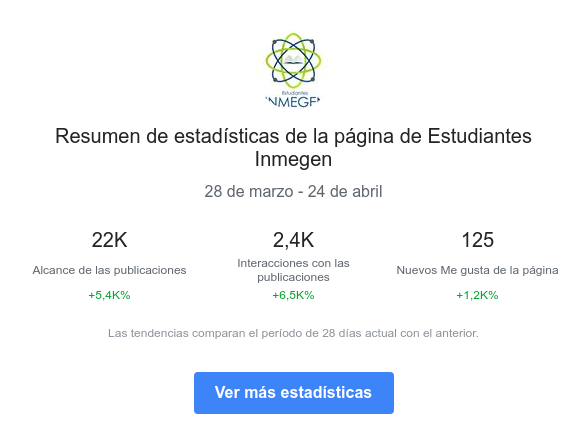 Estudiantes
INMEGEN
Resumen de estadísticas de la página de Estudiantes
Inmegen
28 de marzo - 24 de abril
22K
2,4K
125
Alcance de las publicaciones
Interacciones con las
publicaciones
Nuevos Me gusta de la página
+5,4K%
+6,5K%
+1,2K%
Las tendencias comparan el período de 28 días actual con el anterior.
Ver más estadísticas